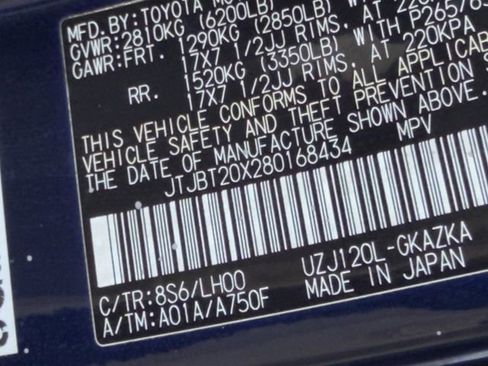 MFD.BY:TOYOTA
GVWR:2810KG (6200LB)
GAWR:FRT. 1290KG (2850LB) AT
17X7 1/2JJ RIMS, AT 220KPA
RR. 1520KG (3350LB) WITH
17X7 1/2JJ RIMS, AT 220KPA
THIS VEHICLE CONFORMS TO ALL
VEHICLE SAFETY AND THEFT PREVENTION
DATE OF MANUFACTURE SHOWN ABOVE.
JTJBT20X280168434 MPV
C/TR:8S6/LH00 UZJ120L-GKAZKA
A/TM:A01A/A750F MADE IN JAPAN